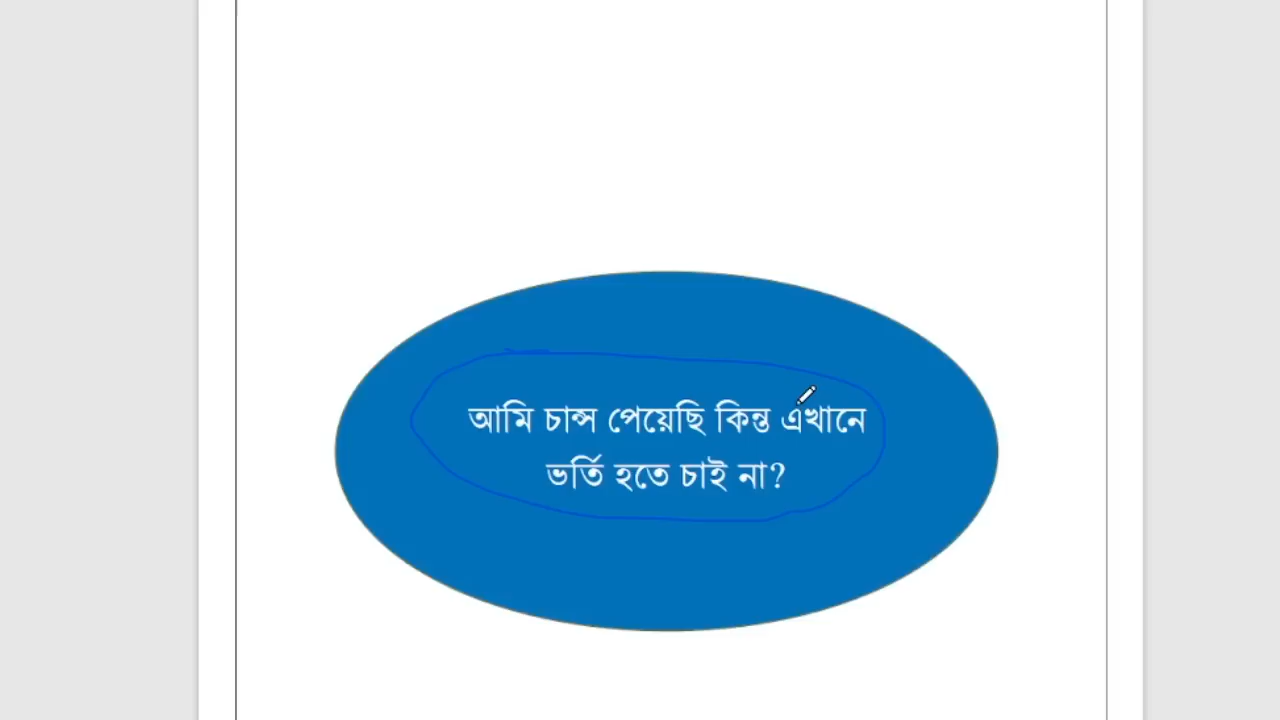 আমি চান্স পেয়েছি কিন্তু এখানে
ভর্তি হতে চাই না?